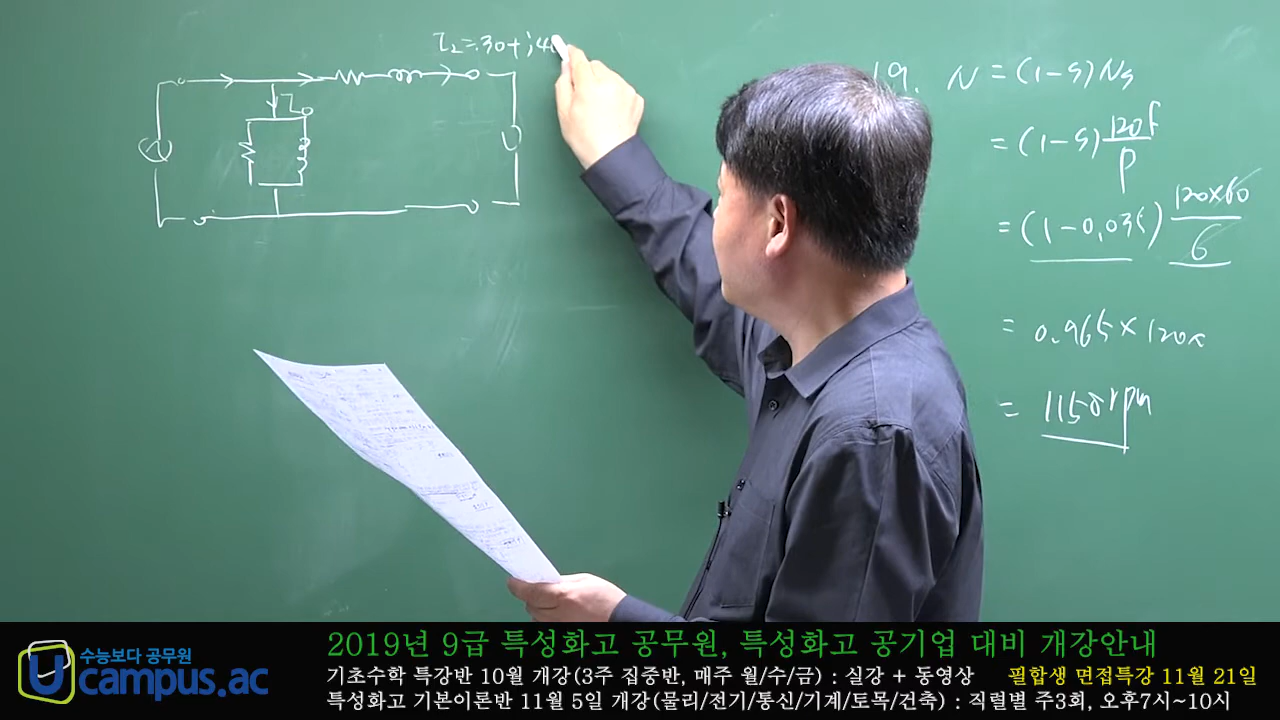 I₂=30+j40
I₀
19. N=(1-s)Ns
=(1-s)120f/P
=(1-0.035)120×60/6
=0.965×120x
=1158rpm
수능보다 공무원
Ucampus.ac
2019년 9급 특성화고 공무원, 특성화고 공기업 대비 개강안내
기초수학 특강반 10월 개강(3주 집중반, 매주 월/수/금) : 실강 + 동영상 필합생 면접특강 11월 21일
특성화고 기본이론반 11월 5일 개강(물리/전기/통신/기계/토목/건축) : 직렬별 주3회, 오후7시~10시